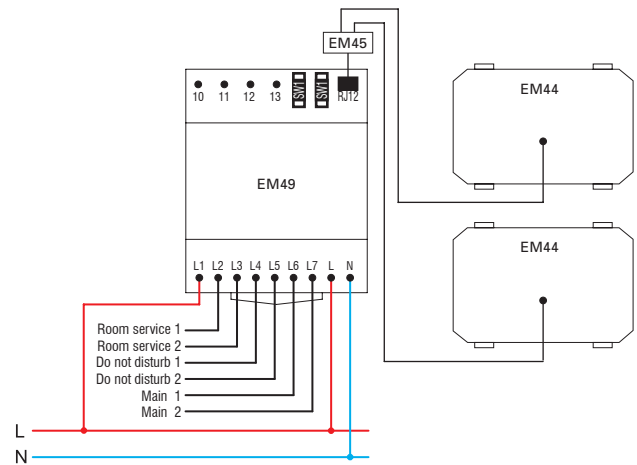 EM45
10 11 12 13 SW1 SW1 RJ12
EM44
EM49
EM44
L1 L2 L3 L4 L5 L6 L7 L N
Room service 1
Room service 2
Do not disturb 1
Do not disturb 2
Main 1
Main 2
L
N